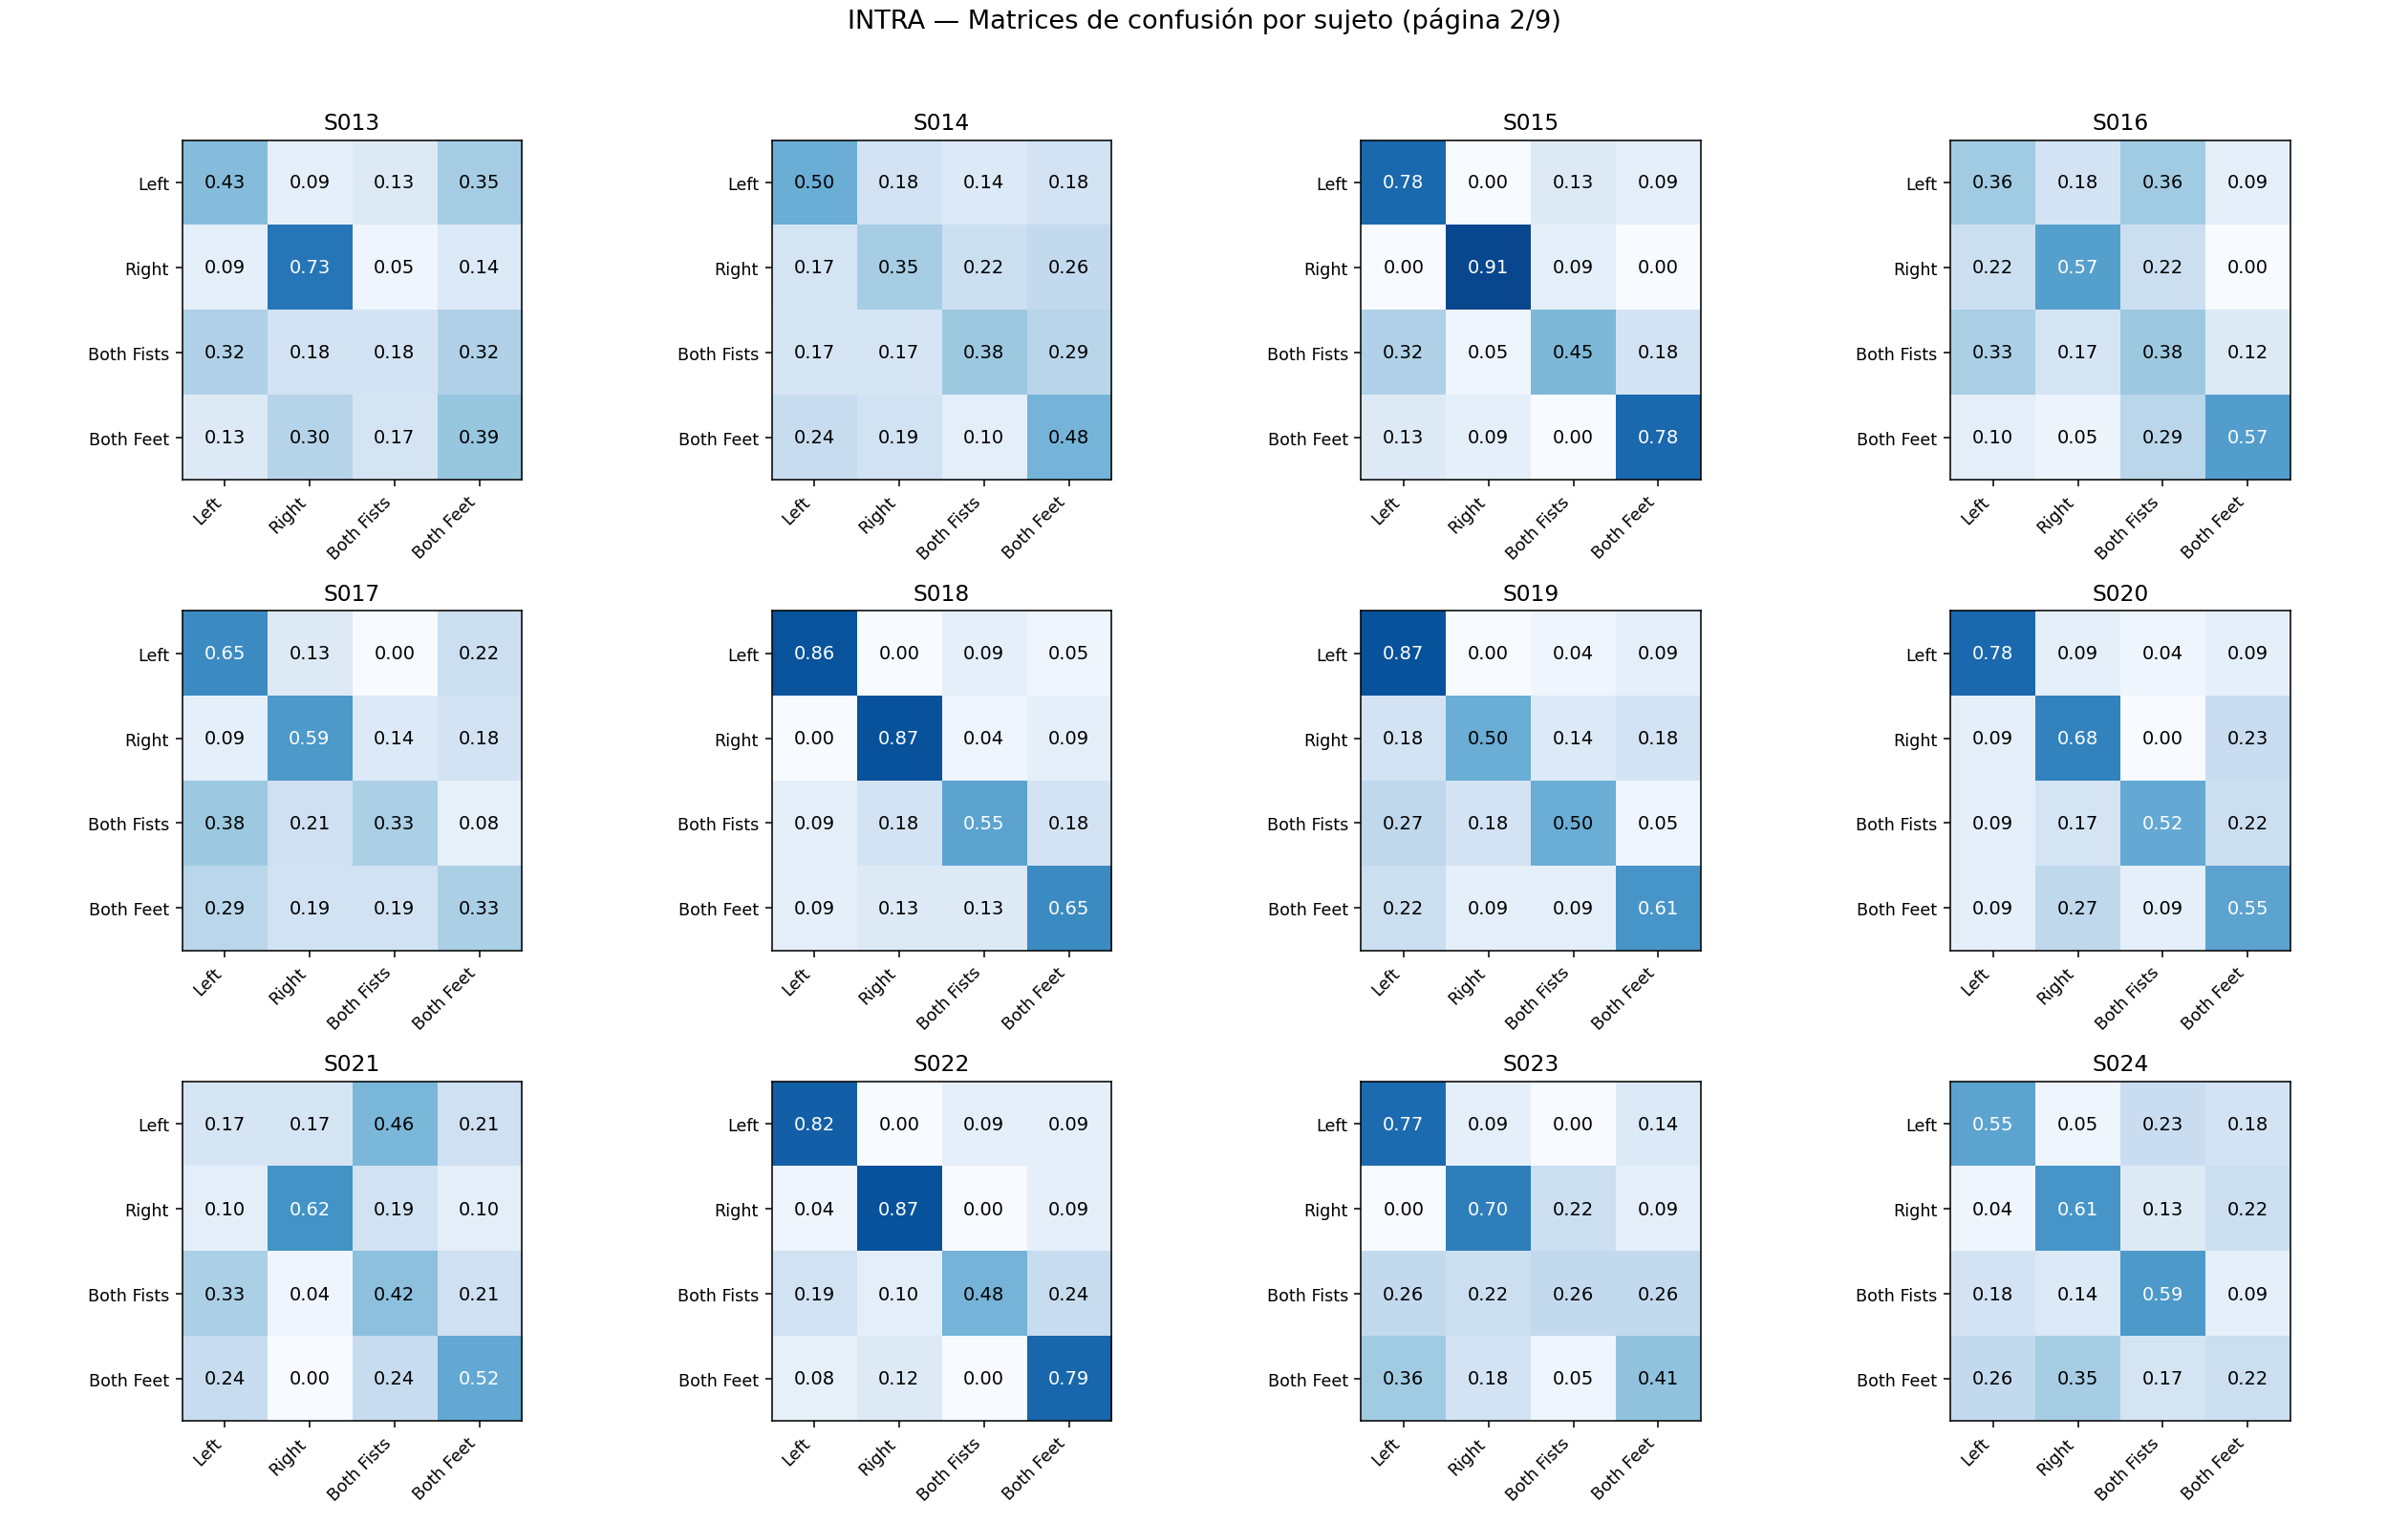 INTRA — Matrices de confusión por sujeto (página 2/9)
S013 S014 S015 S016
Left 0.43 0.09 0.13 0.35 Left 0.50 0.18 0.14 0.18 Left 0.78 0.00 0.13 0.09 Left 0.36 0.18 0.36 0.09
Right 0.09 0.73 0.05 0.14 Right 0.17 0.35 0.22 0.26 Right 0.00 0.91 0.09 0.00 Right 0.22 0.57 0.22 0.00
Both Fists 0.32 0.18 0.18 0.32 Both Fists 0.17 0.17 0.38 0.29 Both Fists 0.32 0.05 0.45 0.18 Both Fists 0.33 0.17 0.38 0.12
Both Feet 0.13 0.30 0.17 0.39 Both Feet 0.24 0.19 0.10 0.48 Both Feet 0.13 0.09 0.00 0.78 Both Feet 0.10 0.05 0.29 0.57
Left Right Both Fists Both Feet Left Right Both Fists Both Feet Left Right Both Fists Both Feet Left Right Both Fists Both Feet
S017 S018 S019 S020
Left 0.65 0.13 0.00 0.22 Left 0.86 0.00 0.09 0.05 Left 0.87 0.00 0.04 0.09 Left 0.78 0.09 0.04 0.09
Right 0.09 0.59 0.14 0.18 Right 0.00 0.87 0.04 0.09 Right 0.18 0.50 0.14 0.18 Right 0.09 0.68 0.00 0.23
Both Fists 0.38 0.21 0.33 0.08 Both Fists 0.09 0.18 0.55 0.18 Both Fists 0.27 0.18 0.50 0.05 Both Fists 0.09 0.17 0.52 0.22
Both Feet 0.29 0.19 0.19 0.33 Both Feet 0.09 0.13 0.13 0.65 Both Feet 0.22 0.09 0.09 0.61 Both Feet 0.09 0.27 0.09 0.55
Left Right Both Fists Both Feet Left Right Both Fists Both Feet Left Right Both Fists Both Feet Left Right Both Fists Both Feet
S021 S022 S023 S024
Left 0.17 0.17 0.46 0.21 Left 0.82 0.00 0.09 0.09 Left 0.77 0.09 0.00 0.14 Left 0.55 0.05 0.23 0.18
Right 0.10 0.62 0.19 0.10 Right 0.04 0.87 0.00 0.09 Right 0.00 0.70 0.22 0.09 Right 0.04 0.61 0.13 0.22
Both Fists 0.33 0.04 0.42 0.21 Both Fists 0.19 0.10 0.48 0.24 Both Fists 0.26 0.22 0.26 0.26 Both Fists 0.18 0.14 0.59 0.09
Both Feet 0.24 0.00 0.24 0.52 Both Feet 0.08 0.12 0.00 0.79 Both Feet 0.36 0.18 0.05 0.41 Both Feet 0.26 0.35 0.17 0.22
Left Right Both Fists Both Feet Left Right Both Fists Both Feet Left Right Both Fists Both Feet Left Right Both Fists Both Feet